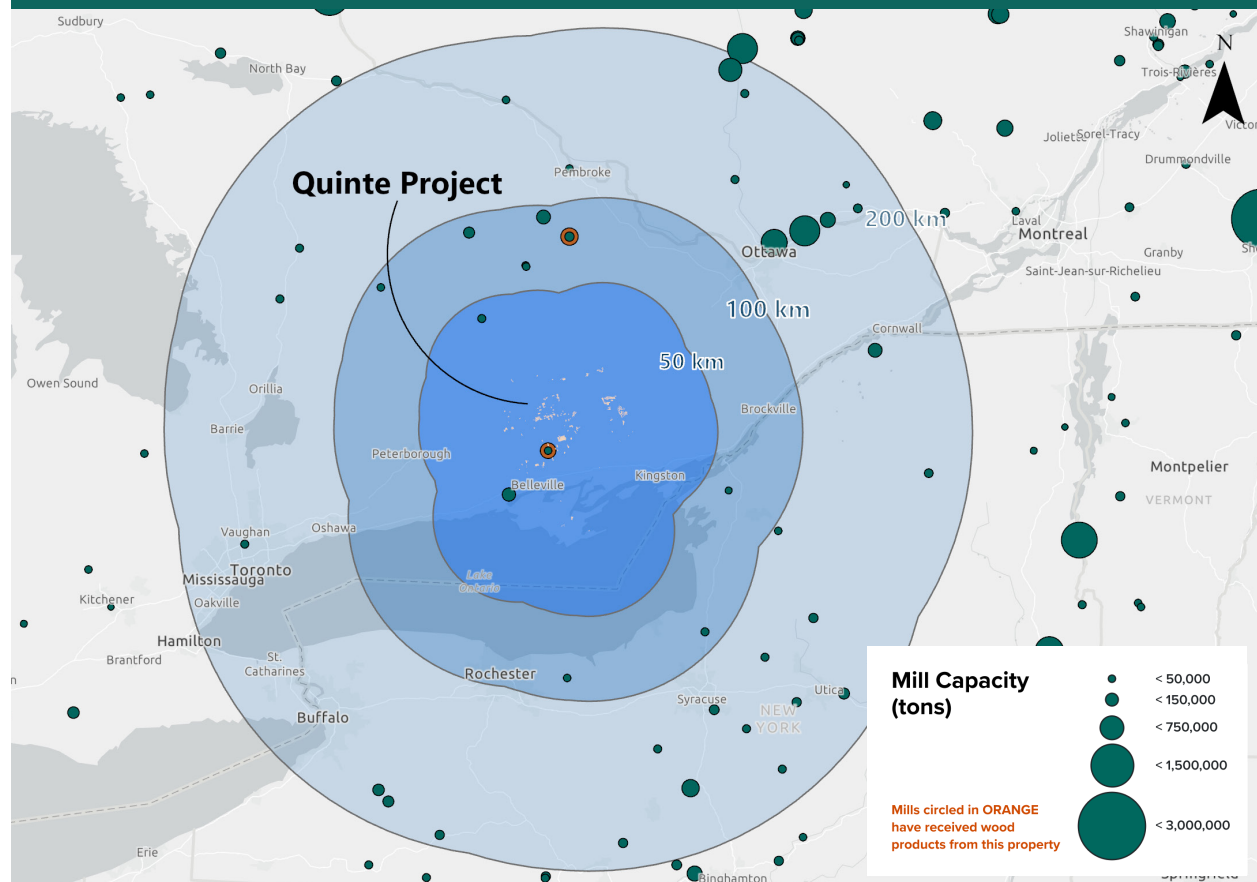 Sudbury
North Bay
Shawinigan
N
Trois-Rivières
Joliette
Sorel-Tracy
Drummondville
Quinte Project
Pembroke
200 km
Laval
Montreal
Ottawa
Granby
Saint-Jean-sur-Richelieu
100 km
Cornwall
50 km
Owen Sound
Orillia
Brockville
Barrie
Peterborough
Montpelier
Kingston
Belleville
VERMONT
Oshawa
Vaughan
Toronto
Mississauga
Lake
Ontario
Kitchener
Oakville
Hamilton
Brantford
St.
Catharines
Rochester
Utica
Syracuse
NEW
YORK
Buffalo
Erie
Binghamton
Mill Capacity
(tons)
< 50,000
< 150,000
< 750,000
< 1,500,000
< 3,000,000
Mills circled in ORANGE
have received wood
products from this property